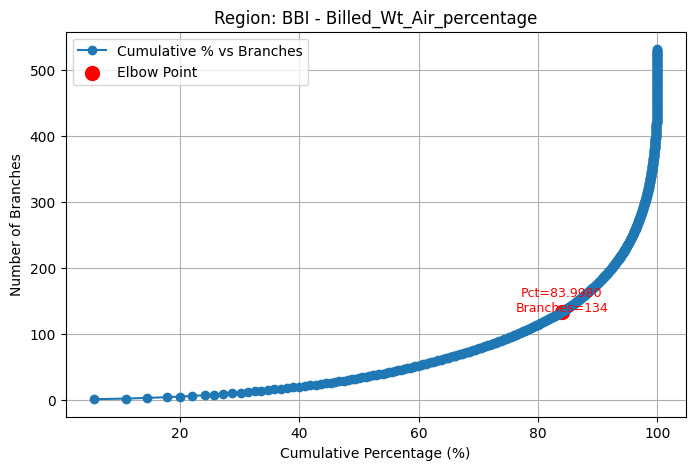 Region: BBI - Billed_Wt_Air_percentage
Cumulative % vs Branches
Elbow Point
Number of Branches
500
400
300
200
100
0
Pct=83.9980
Branches=134
20
40
60
80
100
Cumulative Percentage (%)